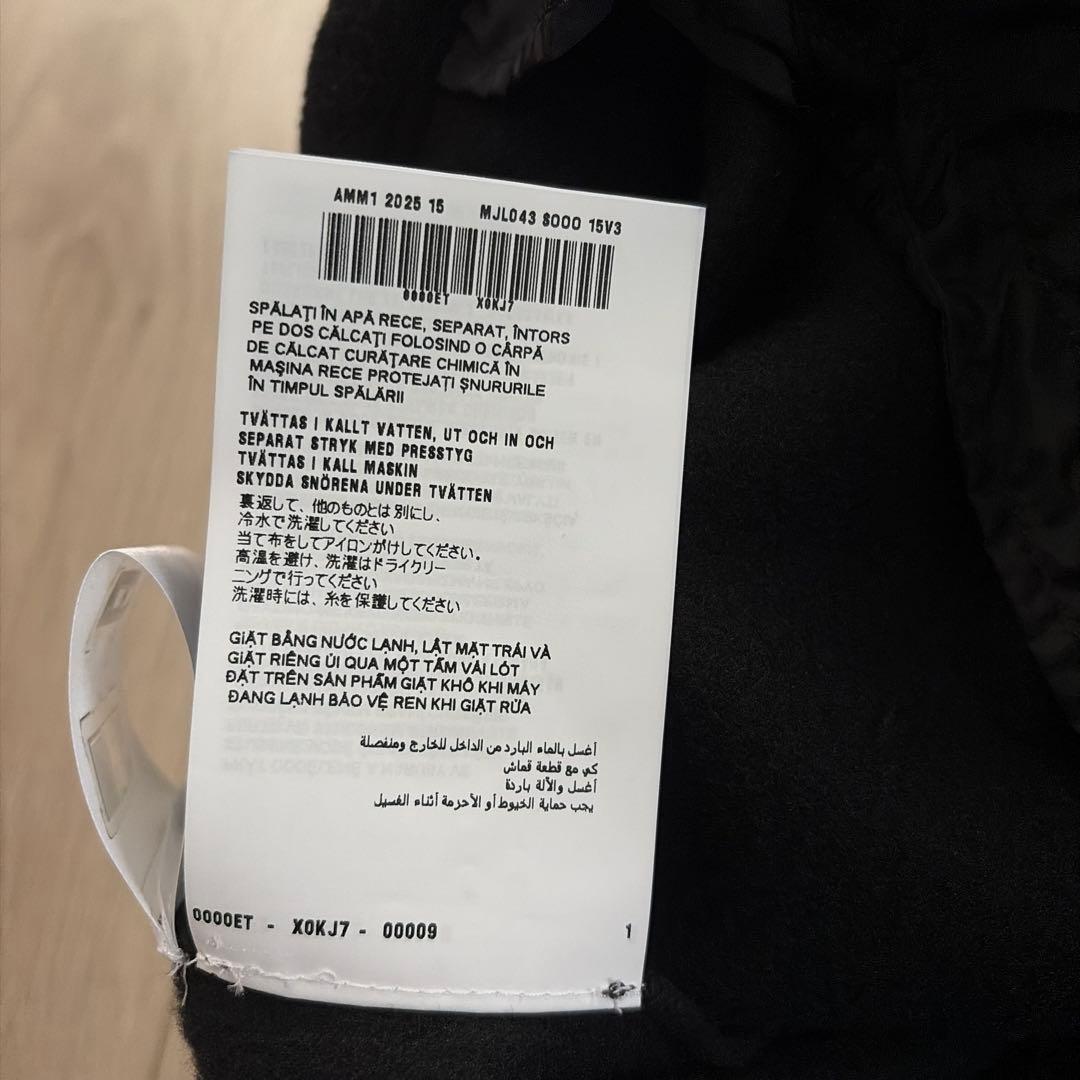 AMM1 2025 15 MJL043 S000 15V3
0000ET X0KJ7
SPĂLAŢI ÎN APĂ RECE, SEPARAT, ÎNTORS
PE DOS CĂLCAŢI FOLOSIND O CÂRPĂ
DE CĂLCAT CURĂŢARE CHIMICĂ ÎN
MAŞINA RECE PROTEJAŢI ŞNURURILE
ÎN TIMPUL SPĂLĂRII
TVÄTTAS I KALLT VATTEN, UT OCH IN OCH
SEPARAT STRYK MED PRESSTYG
TVÄTTAS I KALL MASKIN
SKYDDA SNÖRENA UNDER TVÄTTEN
裏返して、他のものとは別にし、
冷水で洗濯してください
当て布をしてアイロンがけしてください。
高温を避け、洗濯はドライクリー
ニングで行ってください
洗濯時には、糸を保護してください
GIẶT BẰNG NƯỚC LẠNH, LẬT MẶT TRÁI VÀ
GIẶT RIÊNG ỦI QUA MỘT TẤM VẢI LÓT
ĐẶT TRÊN SẢN PHẨM GIẶT KHÔ KHI MÁY
ĐANG LẠNH BẢO VỆ REN KHI GIẶT RỬA
أغسل بالماء البارد من الداخل للخارج ومنفصلة
كي مع قطعة قماش
أغسل والآلة باردة
يجب حماية الخيوط أو الأحزمة أثناء الغسيل
0000ET - X0KJ7 - 00009 1